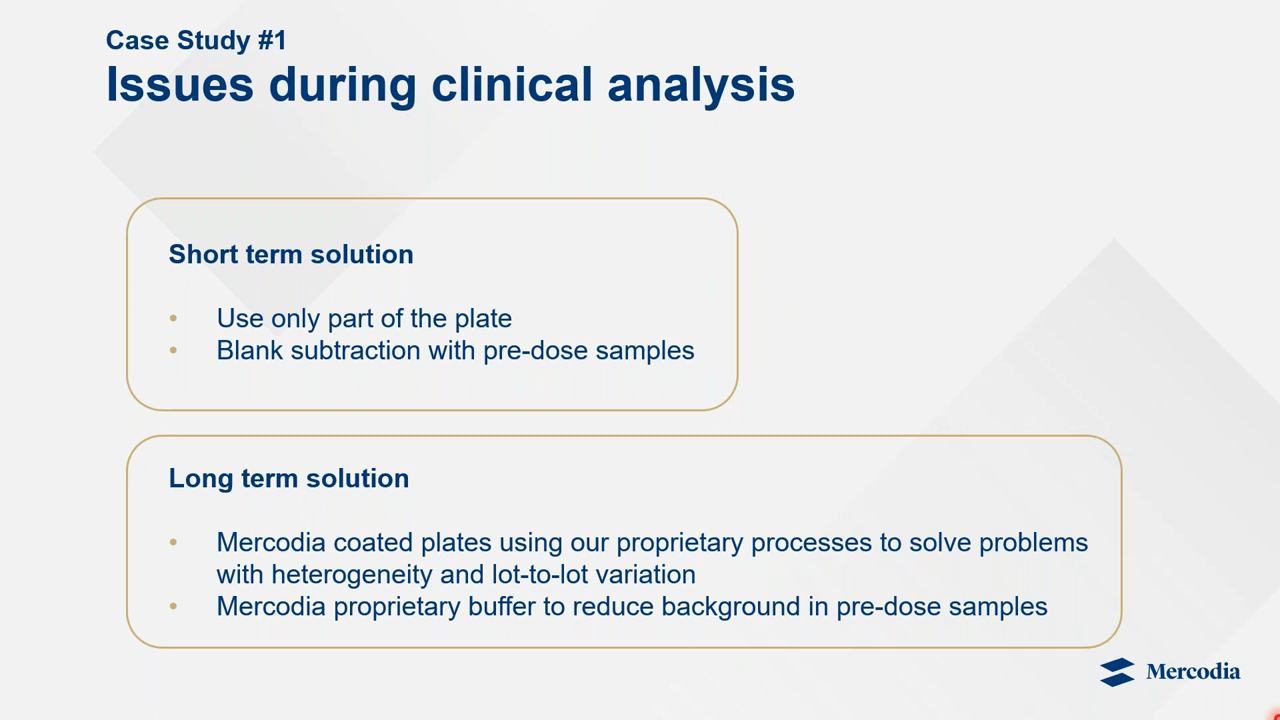 Case Study #1
Issues during clinical analysis
Short term solution
• Use only part of the plate
• Blank subtraction with pre-dose samples
Long term solution
• Mercodia coated plates using our proprietary processes to solve problems
with heterogeneity and lot-to-lot variation
• Mercodia proprietary buffer to reduce background in pre-dose samples
Mercodia